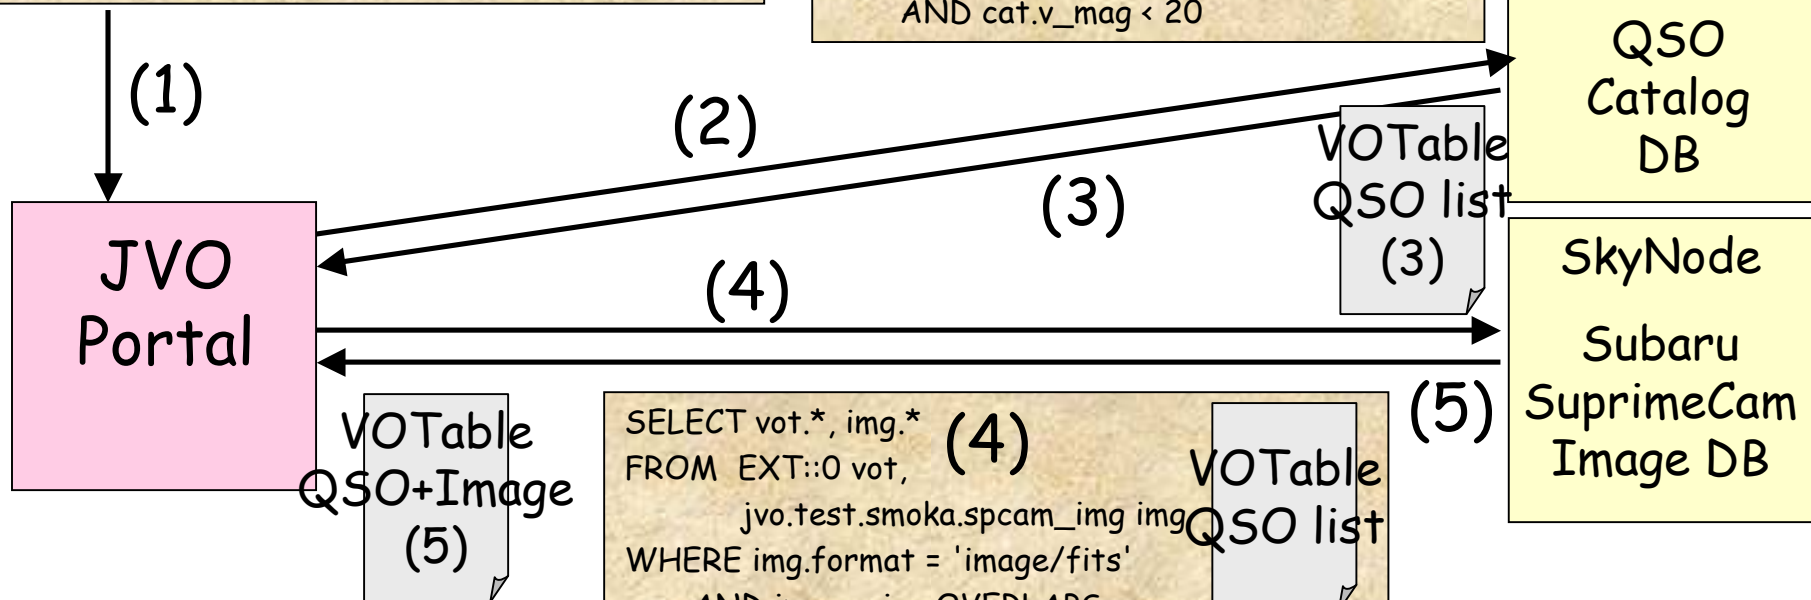 AND cat.v_mag < 20
(1)
(2)
(3)
(4)
(5)
QSO
Catalog
DB
VOTable
QSO list
(3)
JVO
Portal
SkyNode
Subaru
SuprimeCam
Image DB
VOTable
QSO+Image
(5)
SELECT vot.*, img.*
FROM EXT::0 vot,
jvo.test.smoka.spcam_img img
WHERE img.format = 'image/fits'
(4)
VOTable
QSO list